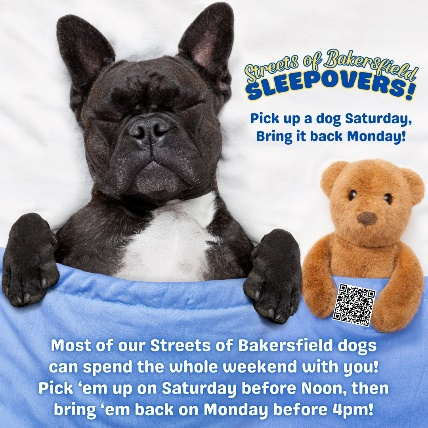 Streets of Bakersfield
SLEEPOVERS!
Pick up a dog Saturday,
Bring it back Monday!
Most of our Streets of Bakersfield dogs
can spend the whole weekend with you!
Pick ‘em up on Saturday before Noon, then
bring ‘em back on Monday before 4pm!